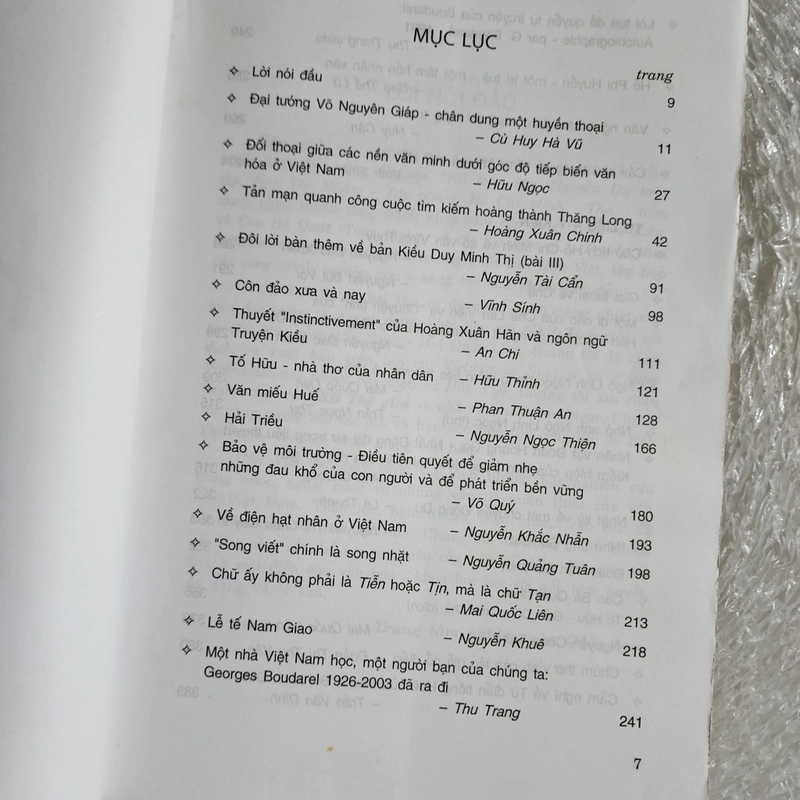 MỤC LỤC
trang
✧ Lời nói đầu 9
✧ Đại tướng Võ Nguyên Giáp - chân dung một huyền thoại
– Cù Huy Hà Vũ 11
✧ Đối thoại giữa các nền văn minh dưới góc độ tiếp biến văn
hóa ở Việt Nam – Hữu Ngọc 27
✧ Tản mạn quanh công cuộc tìm kiếm hoàng thành Thăng Long
– Hoàng Xuân Chinh 42
✧ Đôi lời bàn thêm về bản Kiều Duy Minh Thị (bài III)
– Nguyễn Tài Cẩn 91
✧ Côn đảo xưa và nay – Vĩnh Sính 98
✧ Thuyết "Instinctivement" của Hoàng Xuân Hãn và ngôn ngữ
Truyện Kiều – An Chi 111
✧ Tố Hữu - nhà thơ của nhân dân – Hữu Thỉnh 121
✧ Văn miếu Huế – Phan Thuận An 128
✧ Hải Triều – Nguyễn Ngọc Thiện 166
✧ Bảo vệ môi trường - Điều tiên quyết để giảm nhẹ
những đau khổ của con người và để phát triển bền vững
– Võ Quý 180
✧ Về điện hạt nhân ở Việt Nam – Nguyễn Khắc Nhẫn 193
✧ "Song viết" chính là song nhật – Nguyễn Quảng Tuân 198
✧ Chữ ấy không phải là Tiễn hoặc Tịn, mà là chữ Tạn
– Mai Quốc Liên 213
✧ Lễ tế Nam Giao – Nguyễn Khuê 218
✧ Một nhà Việt Nam học, một người bạn của chúng ta:
Georges Boudarel 1926-2003 đã ra đi
– Thu Trang 241
7